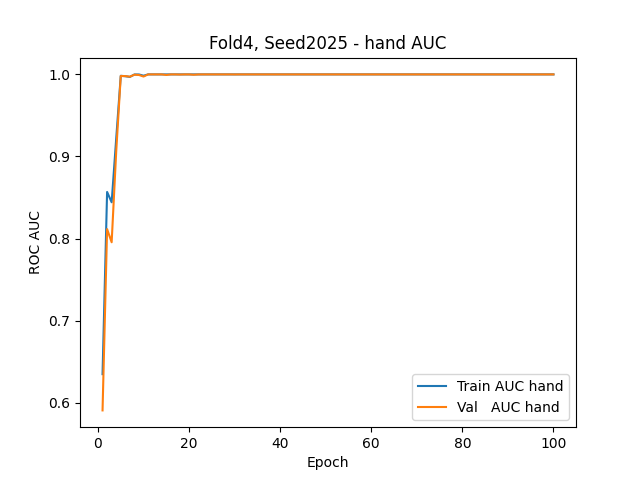 Fold4, Seed2025 - hand AUC
1.0
0.9
0.8
0.7
0.6
ROC AUC
Train AUC hand
Val   AUC hand
0 20 40 60 80 100
Epoch